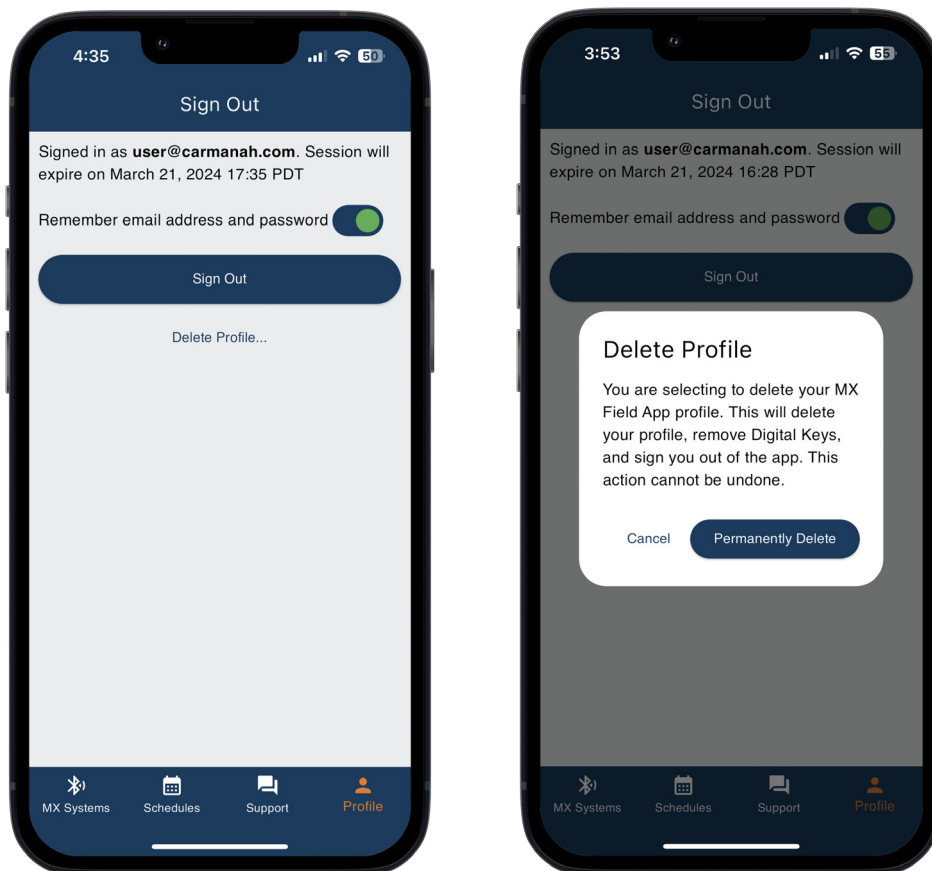 4:35
50
Sign Out
Signed in as user@carmanah.com. Session will
expire on March 21, 2024 17:35 PDT
Remember email address and password
Sign Out
Delete Profile...
MX Systems
Schedules
Support
Profile
3:53
55
Sign Out
Signed in as user@carmanah.com. Session will
expire on March 21, 2024 16:28 PDT
Remember email address and password
Sign Out
Delete Profile
You are selecting to delete your MX
Field App profile. This will delete
your profile, remove Digital Keys,
and sign you out of the app. This
action cannot be undone.
Cancel
Permanently Delete
MX Systems
Schedules
Support
Profile